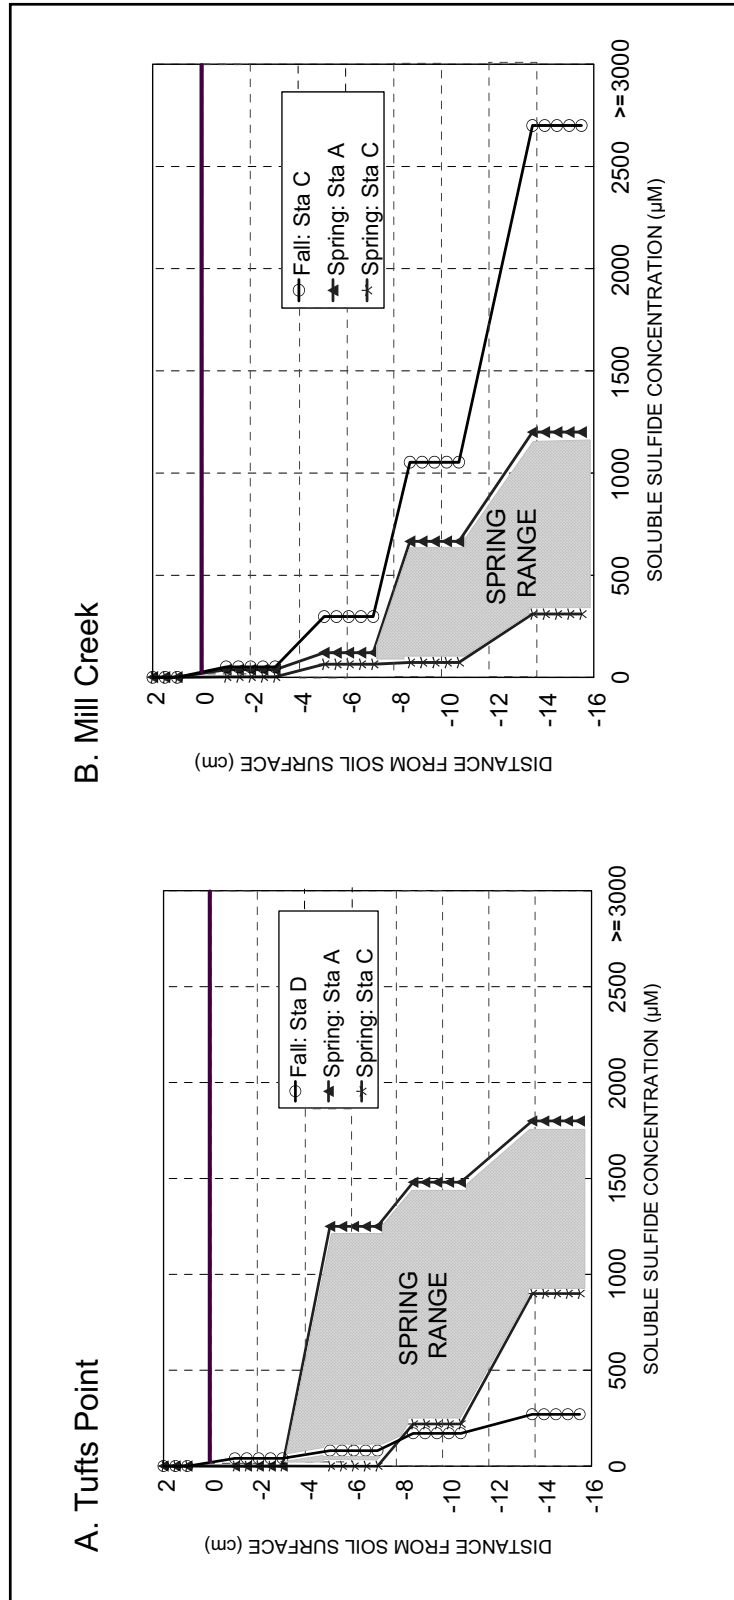 A. Tufts Point
DISTANCE FROM SOIL SURFACE (cm)
2
0
-2
-4
-6
-8
-10
-12
-14
-16
Fall: Sta D
Spring: Sta A
Spring: Sta C
SPRING
RANGE
0
500
1000
1500
2000
2500
>=3000
SOLUBLE SULFIDE CONCENTRATION (µM)
B. Mill Creek
DISTANCE FROM SOIL SURFACE (cm)
2
0
-2
-4
-6
-8
-10
-12
-14
-16
Fall: Sta C
Spring: Sta A
Spring: Sta C
SPRING
RANGE
0
500
1000
1500
2000
2500
>=3000
SOLUBLE SULFIDE CONCENTRATION (µM)